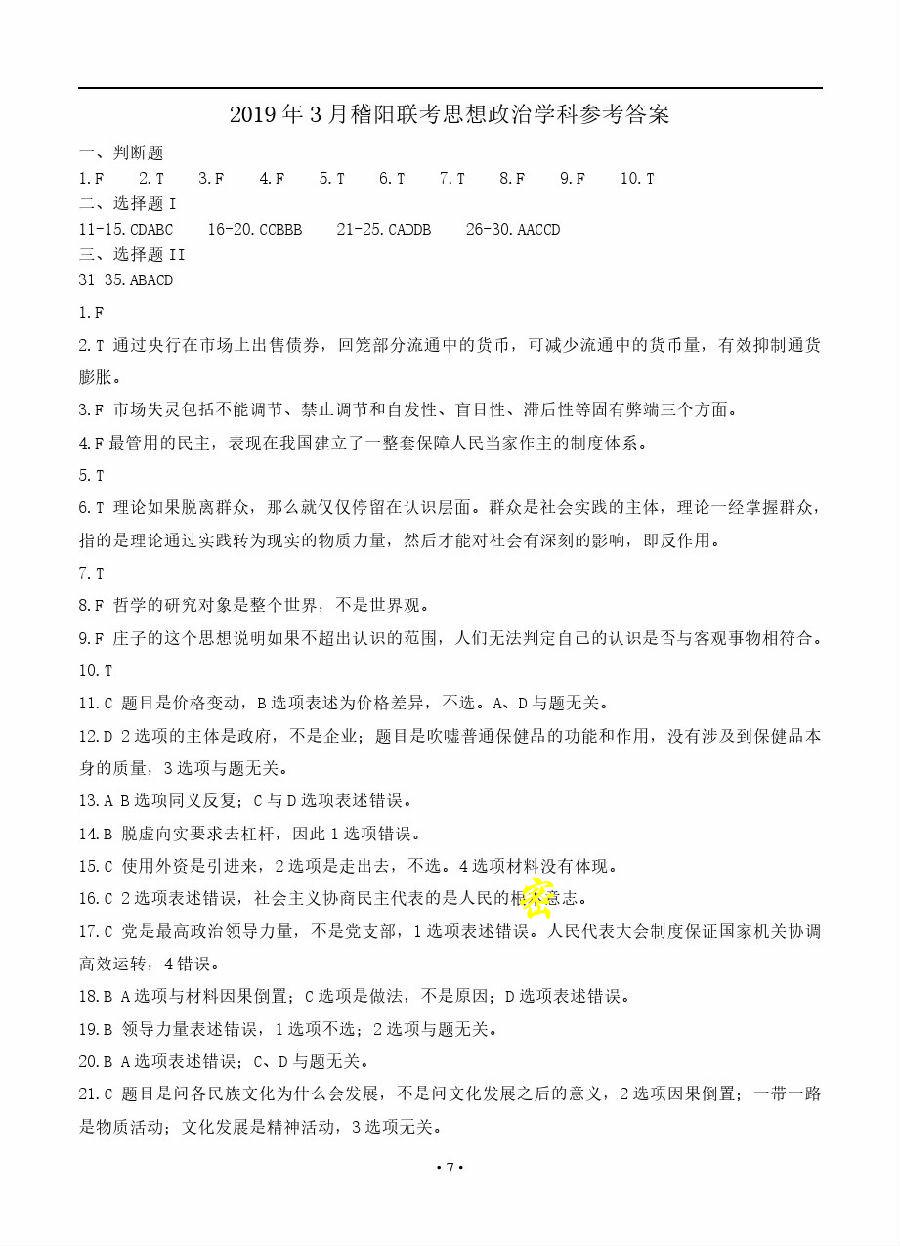 2019 年 3 月稽阳联考思想政治学科参考答案
一、判断题
1.F 2.T 3.F 4.F 5.T 6.T 7.T 8.F 9.F 10.T
二、选择题 I
11-15.CDABC 16-20.CCBBB 21-25.CADDB 26-30.AACCD
三、选择题 II
31 35.ABACD
1.F
2.T 通过央行在市场上出售债券，回笼部分流通中的货币，可减少流通中的货币量，有效抑制通货
膨胀。
3.F 市场失灵包括不能调节、禁止调节和自发性、盲目性、滞后性等固有弊端三个方面。
4.F 最管用的民主，表现在我国建立了一整套保障人民当家作主的制度体系。
5.T
6.T 理论如果脱离群众，那么就仅仅停留在认识层面。群众是社会实践的主体，理论一经掌握群众，
指的是理论通过实践转为现实的物质力量，然后才能对社会有深刻的影响，即反作用。
7.T
8.F 哲学的研究对象是整个世界，不是世界观。
9.F 庄子的这个思想说明如果不超出认识的范围，人们无法判定自己的认识是否与客观事物相符合。
10.T
11.C 题目是价格变动，B 选项表述为价格差异，不选。A、D 与题无关。
12.D 2 选项的主体是政府，不是企业；题目是吹嘘普通保健品的功能和作用，没有涉及到保健品本
身的质量，3 选项与题无关。
13.A B 选项同义反复；C 与 D 选项表述错误。
14.B 脱虚向实要求去杠杆，因此 1 选项错误。
15.C 使用外资是引进来，2 选项是走出去，不选。4 选项材料没有体现。
16.C 2 选项表述错误，社会主义协商民主代表的是人民的根意志。
密
17.C 党是最高政治领导力量，不是党支部，1 选项表述错误。人民代表大会制度保证国家机关协调
高效运转，4 错误。
18.B A 选项与材料因果倒置；C 选项是做法，不是原因；D 选项表述错误。
19.B 领导力量表述错误，1 选项不选；2 选项与题无关。
20.B A 选项表述错误；C、D 与题无关。
21.C 题目是问各民族文化为什么会发展，不是问文化发展之后的意义，2 选项因果倒置；一带一路
是物质活动；文化发展是精神活动，3 选项无关。
• 7 •